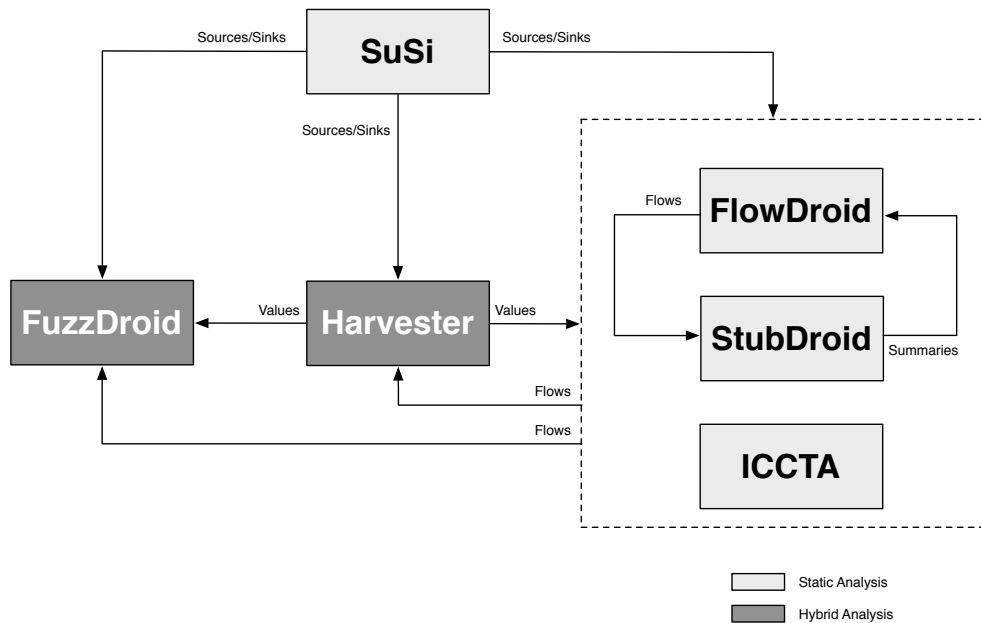 Sources/Sinks
SuSi
Sources/Sinks
Sources/Sinks
Flows
FlowDroid
FuzzDroid
Values
Harvester
Values
StubDroid
Summaries
Flows
Flows
ICCTA
Static Analysis
Hybrid Analysis